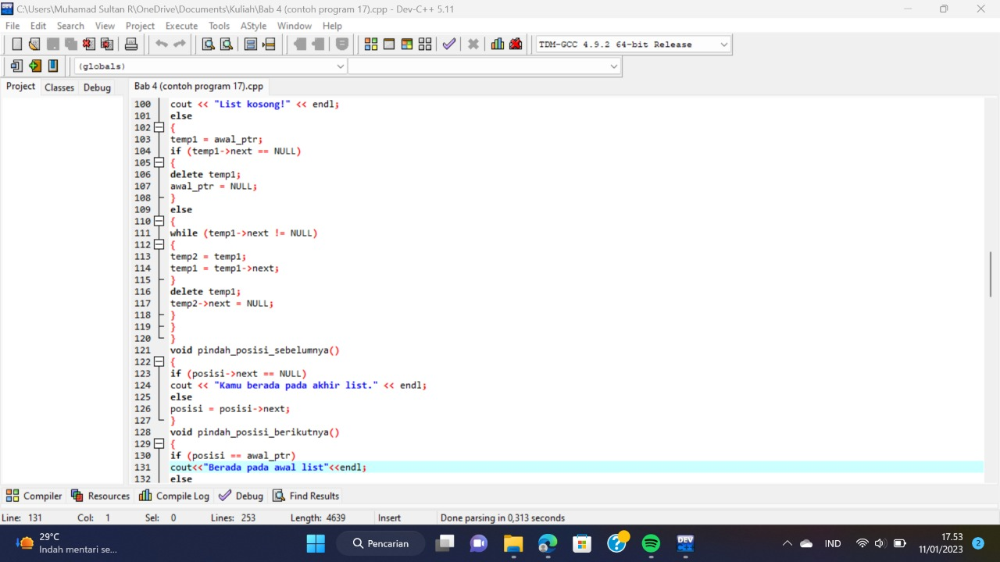 C:\Users\Muhamad Sultan R\OneDrive\Documents\Kuliah\Bab 4 (contoh program 17).cpp - Dev-C++ 5.11
File Edit Search View Project Execute Tools AStyle Window Help
TDM-GCC 4.9.2 64-bit Release
(globals)
Project Classes Debug
Bab 4 (contoh program 17).cpp
100 cout << "List kosong!" << endl;
101 else
102 {
103 temp1 = awal_ptr;
104 if (temp1->next == NULL)
105 {
106 delete temp1;
107 awal_ptr = NULL;
108 }
109 else
110 {
111 while (temp1->next != NULL)
112 {
113 temp2 = temp1;
114 temp1 = temp1->next;
115 }
116 delete temp1;
117 temp2->next = NULL;
118 }
119 }
120 }
121 void pindah_posisi_sebelumnya()
122 {
123 if (posisi->next == NULL)
124 cout << "Kamu berada pada akhir list." << endl;
125 else
126 posisi = posisi->next;
127 }
128 void pindah_posisi_berikutnya()
129 {
130 if (posisi == awal_ptr)
131 cout<<"Berada pada awal list"<<endl;
132 else
Compiler Resources Compile Log Debug Find Results
Line: 131 Col: 1 Sel: 0 Lines: 253 Length: 4639 Insert Done parsing in 0,313 seconds
29°C
Indah mentari se...
Pencarian
DEV
IND
17.53
11/01/2023
2